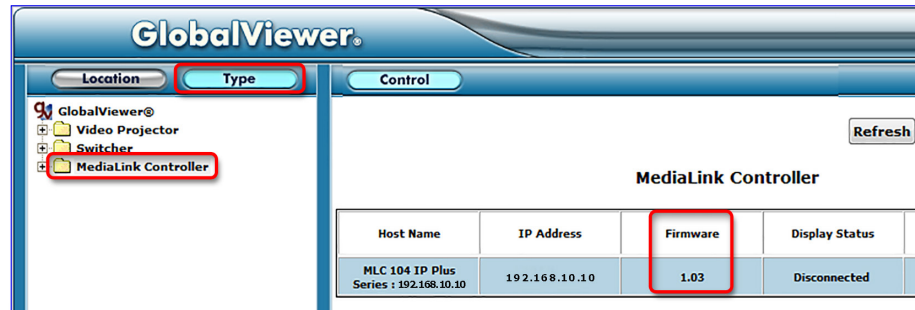 GlobalViewer®
Location Type Control
GlobalViewer®
Video Projector
Switcher
MediaLink Controller
Refresh
MediaLink Controller
Host Name IP Address Firmware Display Status
MLC 104 IP Plus
Series : 192.168.10.10 192.168.10.10 1.03 Disconnected